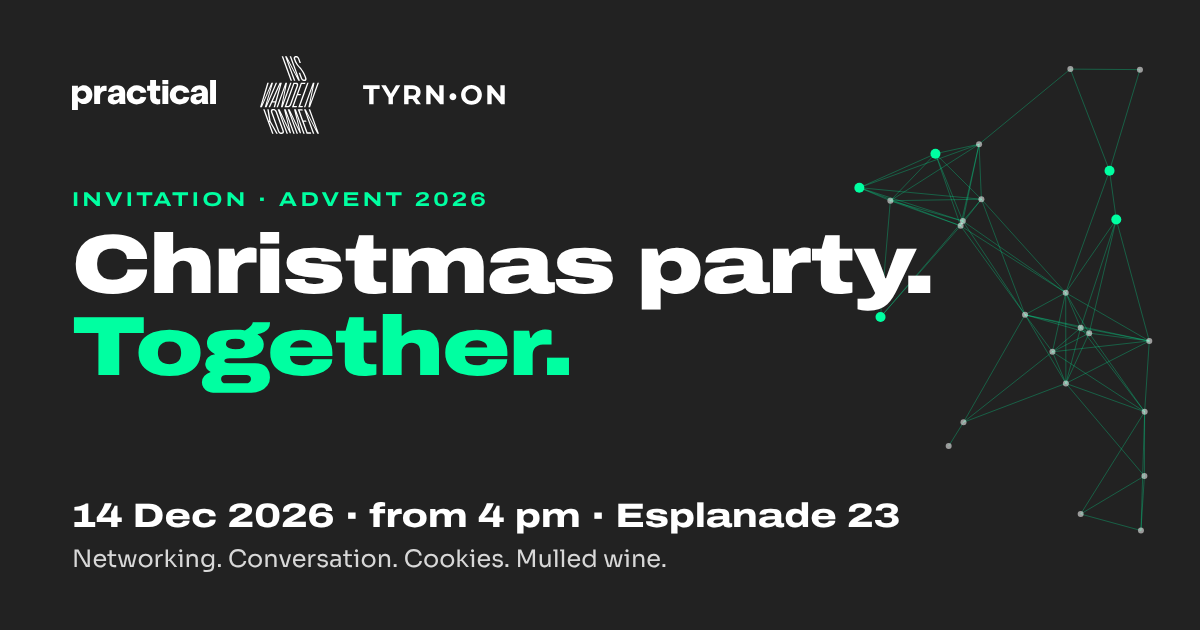 practical
INS
WANDELN
KOMMEN
TYRN•ON
INVITATION · ADVENT 2026
Christmas party.
Together.
14 Dec 2026 · from 4 pm · Esplanade 23
Networking. Conversation. Cookies. Mulled wine.